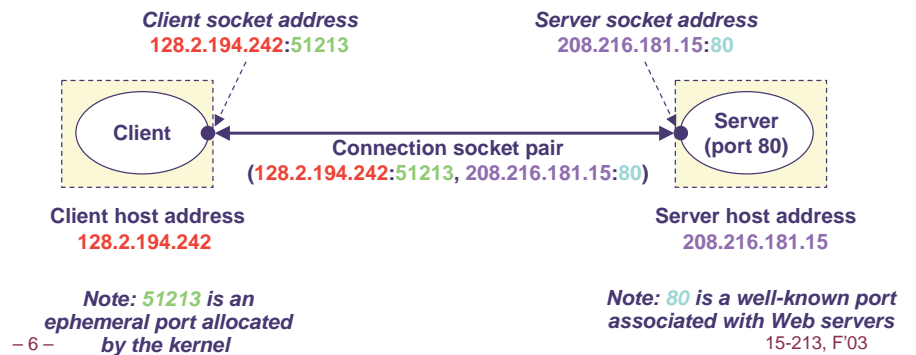 Client socket address
128.2.194.242:51213
Server socket address
208.216.181.15:80
Client
Server
(port 80)
Connection socket pair
(128.2.194.242:51213, 208.216.181.15:80)
Client host address
128.2.194.242
Server host address
208.216.181.15
Note: 51213 is an
ephemeral port allocated
by the kernel
Note: 80 is a well-known port
associated with Web servers
– 6 –
15-213, F'03